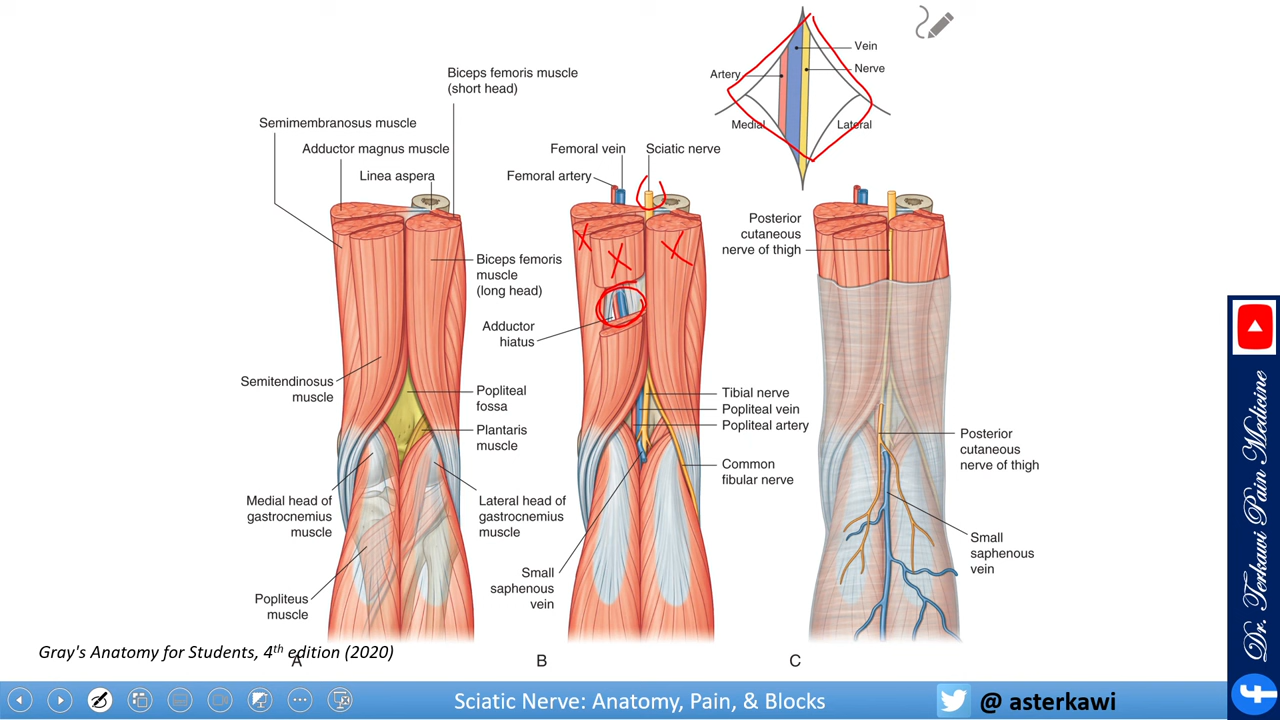 Vein
Artery
Nerve
Medial
Lateral
Biceps femoris muscle
(short head)
Semimembranosus muscle
Adductor magnus muscle
Linea aspera
Biceps femoris
muscle
(long head)
Semitendinosus
muscle
Popliteal
fossa
Plantaris
muscle
Medial head of
gastrocnemius
muscle
Lateral head of
gastrocnemius
muscle
Popliteus
muscle
A
Femoral vein
Sciatic nerve
Femoral artery
Adductor
hiatus
Tibial nerve
Popliteal vein
Popliteal artery
Common
fibular nerve
Small
saphenous
vein
B
Posterior
cutaneous
nerve of thigh
Posterior
cutaneous
nerve of thigh
Small
saphenous
vein
C
Gray's Anatomy for Students, 4th edition (2020)
Sciatic Nerve: Anatomy, Pain, & Blocks
@ asterkawi
Dr. Terkawi Pain Medicine